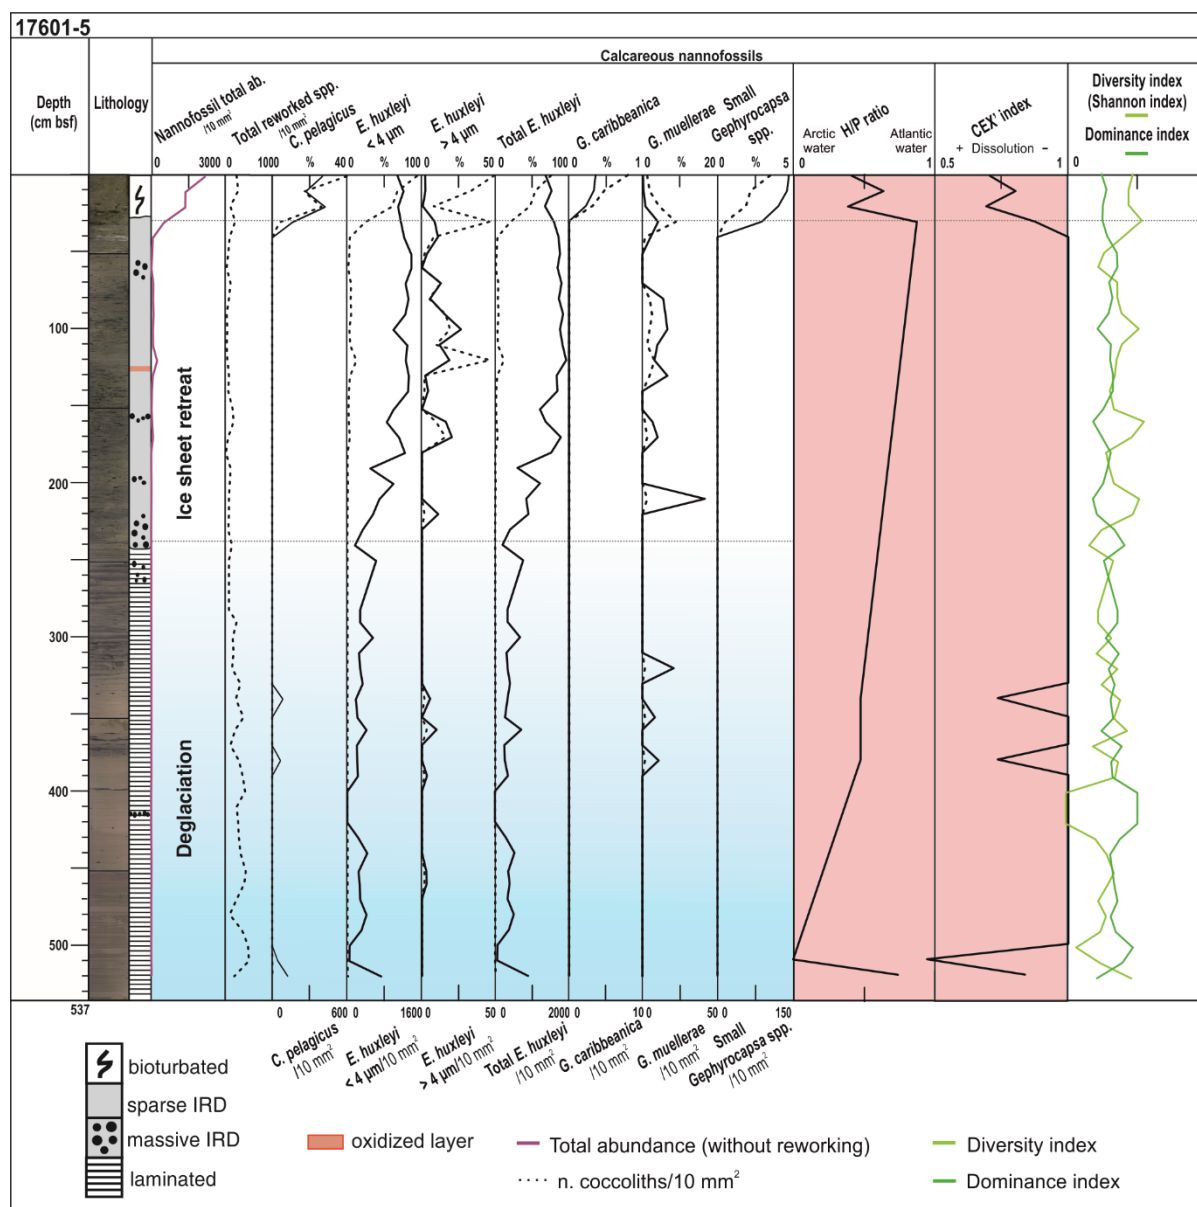 17601-5
Calcareous nannofossils
Depth
(cm bsf)
Lithology
Nannofossil total ab.
/10 mm²
Total reworked spp.
/10 mm²
C. pelagicus
E. huxleyi
< 4 µm
E. huxleyi
> 4 µm
Total E. huxleyi
G. caribbeanica
G. muellerae
Small
Gephyrocapsa
spp.
H/P ratio
Arctic
water
Atlantic
water
CEX' index
+ Dissolution -
Diversity index
(Shannon index)
Dominance index
% % % % % % %
0 3000 0 1000 40 0 100 0 50 0 100 0 10 20 0 5 0 1 0.5 1 0
100
200
300
400
500
537
Ice sheet retreat
Deglaciation
0 600 0 1600 0 50 0 2000 0 10 0 50 0 150
C. pelagicus
/10 mm²
E. huxleyi
< 4 µm/10 mm²
E. huxleyi
> 4 µm/10 mm²
Total E. huxleyi
/10 mm²
G. caribbeanica
/10 mm²
G. muellerae
/10 mm²
Small
Gephyrocapsa spp.
/10 mm²
bioturbated
sparse IRD
massive IRD
laminated
oxidized layer
Total abundance (without reworking)
n. coccoliths/10 mm²
Diversity index
Dominance index